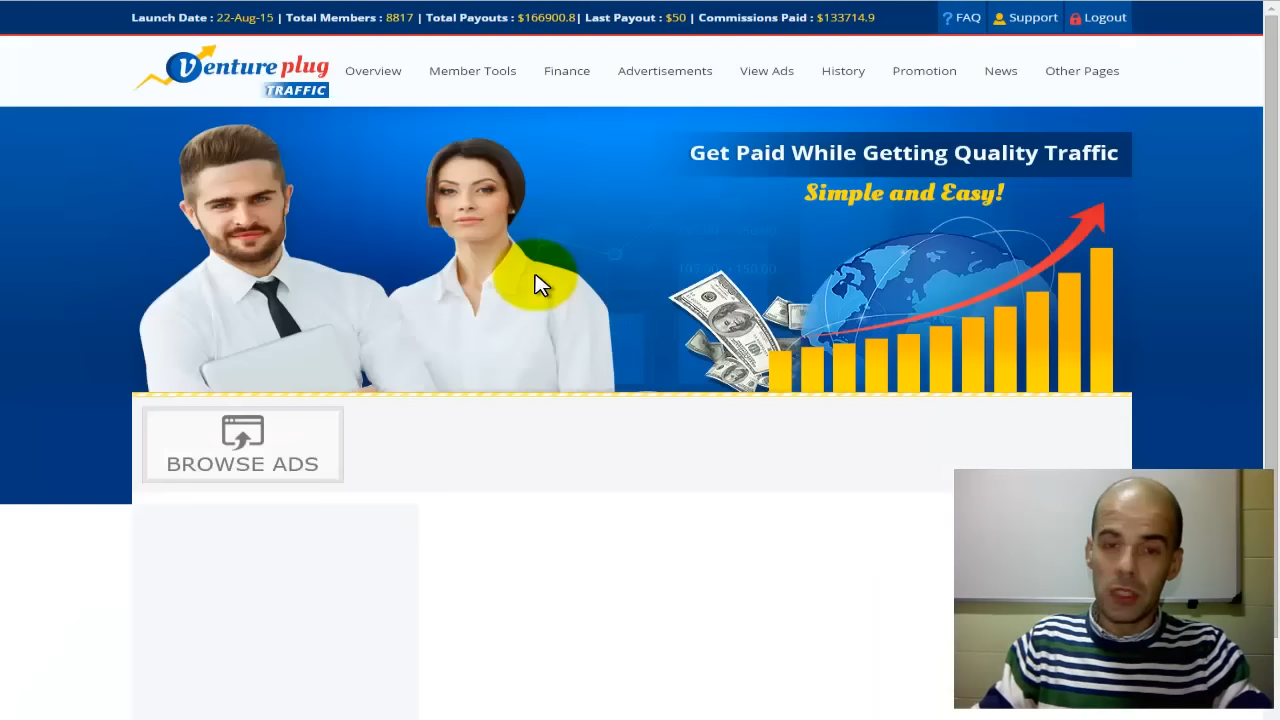 Launch Date : 22-Aug-15 | Total Members : 8817 | Total Payouts : $166900.8| Last Payout : $50 | Commissions Paid : $133714.9
? FAQ Support Logout
Venture plug
TRAFFIC
Overview Member Tools Finance Advertisements View Ads History Promotion News Other Pages
Get Paid While Getting Quality Traffic
Simple and Easy!
BROWSE ADS